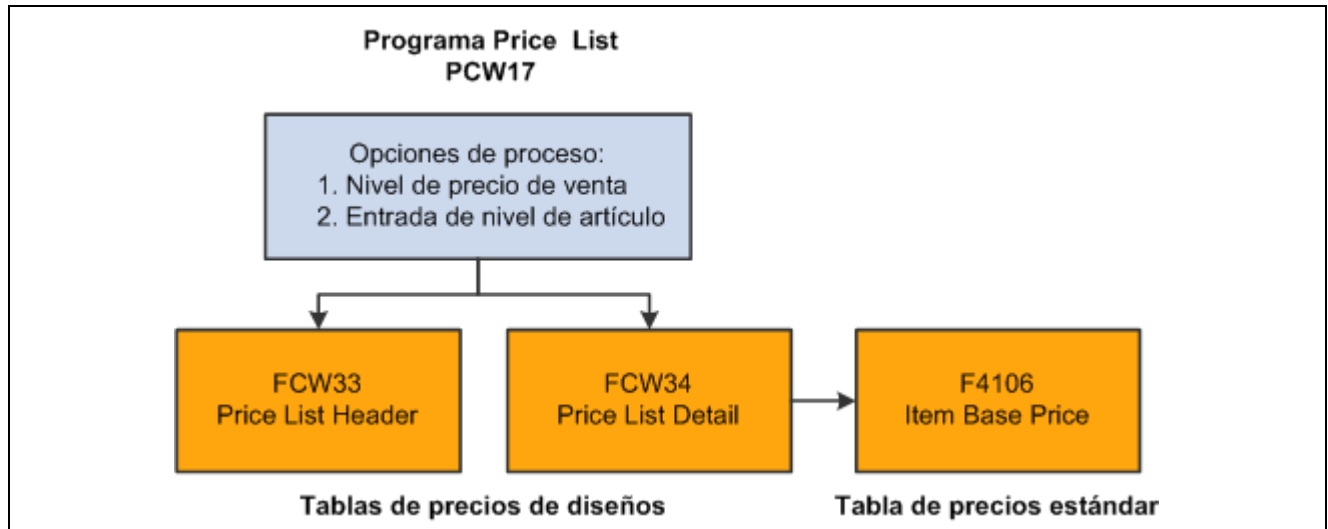 Programa Price List
PCW17
Opciones de proceso:
1. Nivel de precio de venta
2. Entrada de nivel de artículo
FCW33
Price List Header
FCW34
Price List Detail
F4106
Item Base Price
Tablas de precios de diseños
Tabla de precios estándar